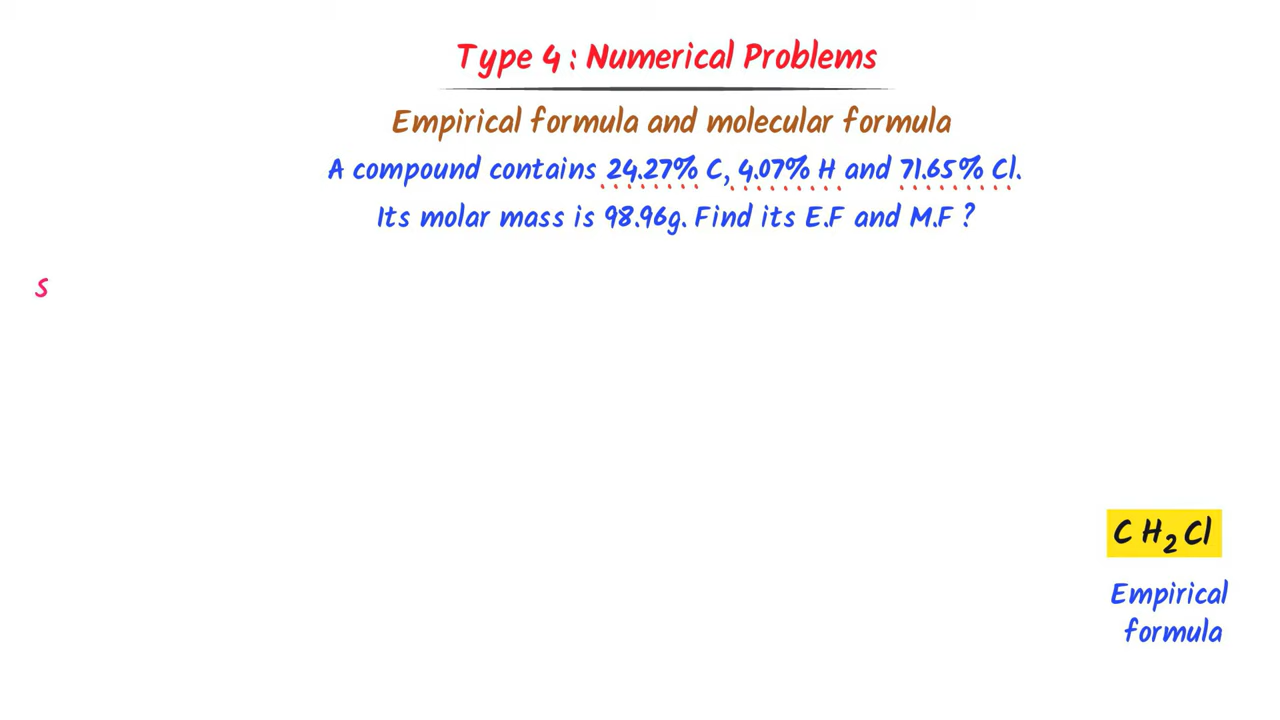 Type 4 : Numerical Problems
Empirical formula and molecular formula
A compound contains 24.27% C, 4.07% H and 71.65% Cl.
Its molar mass is 98.96g. Find its E.F and M.F ?
S
CH₂Cl
Empirical
formula